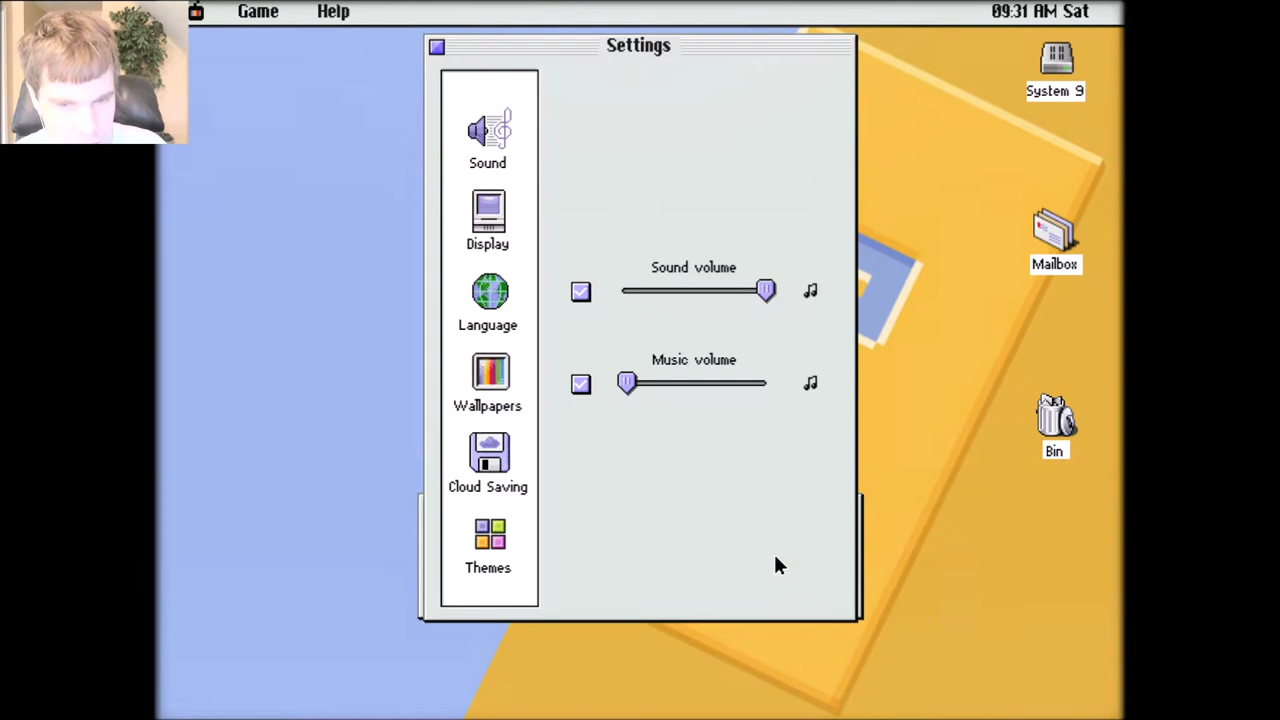 Game Help 09:31 AM Sat
Settings
System 9
Sound
Display
Language
Wallpapers
Cloud Saving
Themes
Sound volume
Music volume
Mailbox
Bin